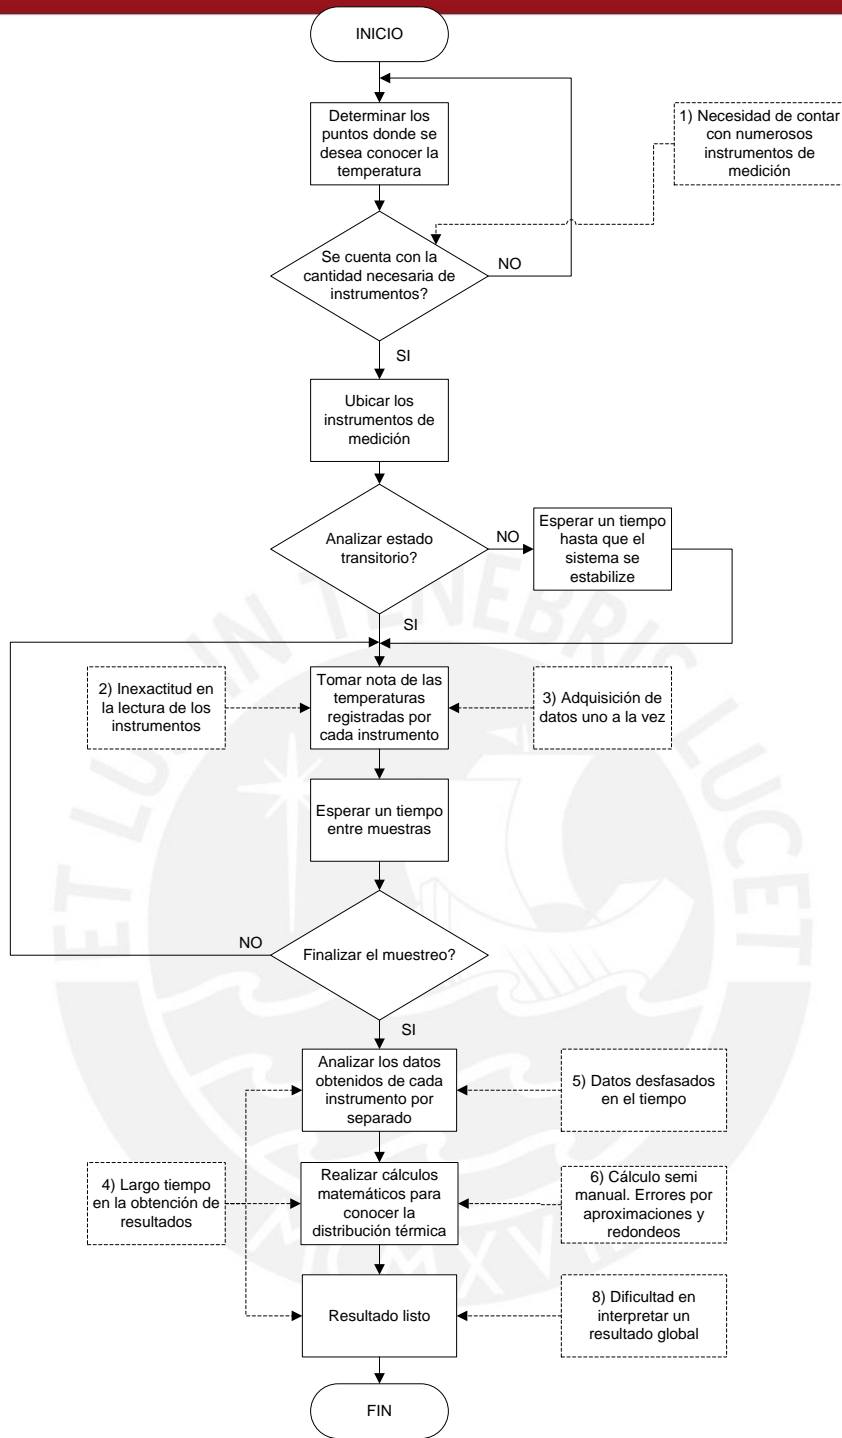 INICIO
Determinar los
puntos donde se
desea conocer la
temperatura
1) Necesidad de contar
con numerosos
instrumentos de
medición
Se cuenta con la
cantidad necesaria de
instrumentos?
NO
SI
Ubicar los
instrumentos de
medición
Analizar estado
transitorio?
NO
Esperar un tiempo
hasta que el
sistema se
estabilize
SI
2) Inexactitud en
la lectura de los
instrumentos
Tomar nota de las
temperaturas
registradas por
cada instrumento
3) Adquisición de
datos uno a la vez
Esperar un tiempo
entre muestras
NO
Finalizar el muestreo?
SI
Analizar los datos
obtenidos de cada
instrumento por
separado
5) Datos desfasados
en el tiempo
4) Largo tiempo
en la obtención de
resultados
Realizar cálculos
matemáticos para
conocer la
distribución térmica
6) Cálculo semi
manual. Errores por
aproximaciones y
redondeos
Resultado listo
8) Dificultad en
interpretar un
resultado global
FIN
ET LUX IN TENEBRIS LUCET
MCMXVII